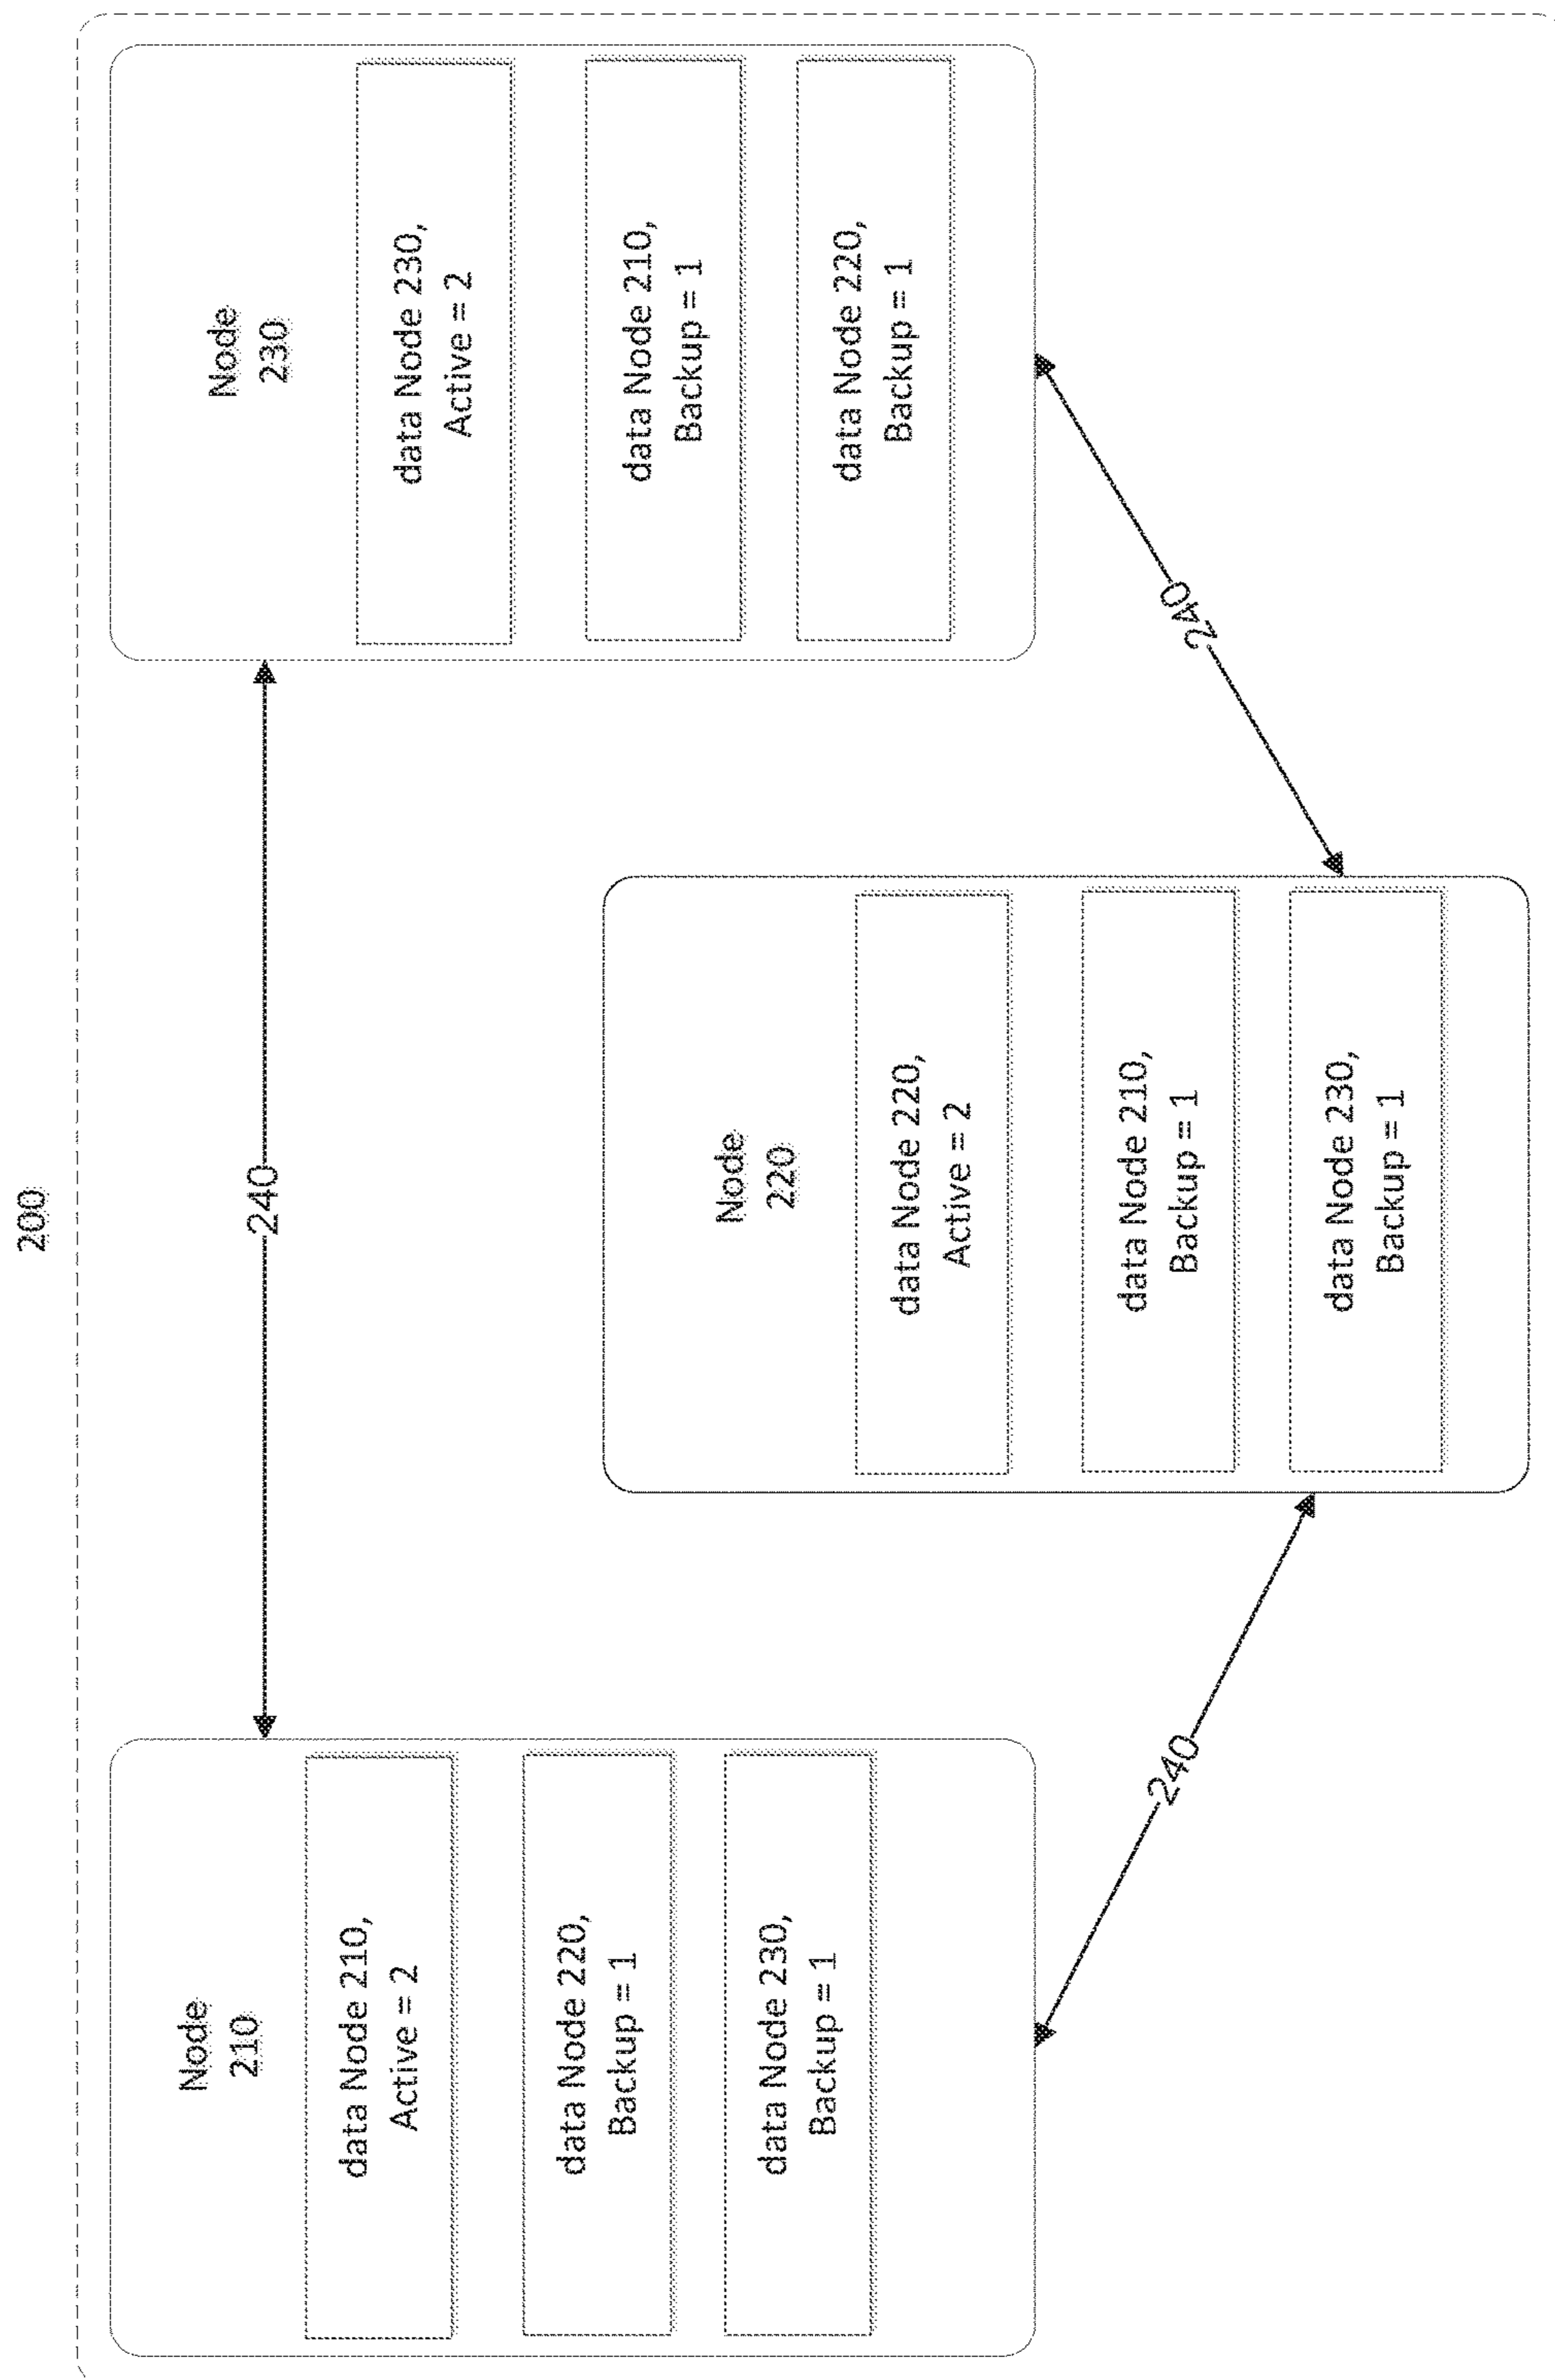 200
Node
210
data Node 210,
Active = 2
data Node 220,
Backup = 1
data Node 230,
Backup = 1
240
Node
230
data Node 230,
Active = 2
data Node 210,
Backup = 1
data Node 220,
Backup = 1
Node
220
data Node 220,
Active = 2
data Node 210,
Backup = 1
data Node 230,
Backup = 1
240
240